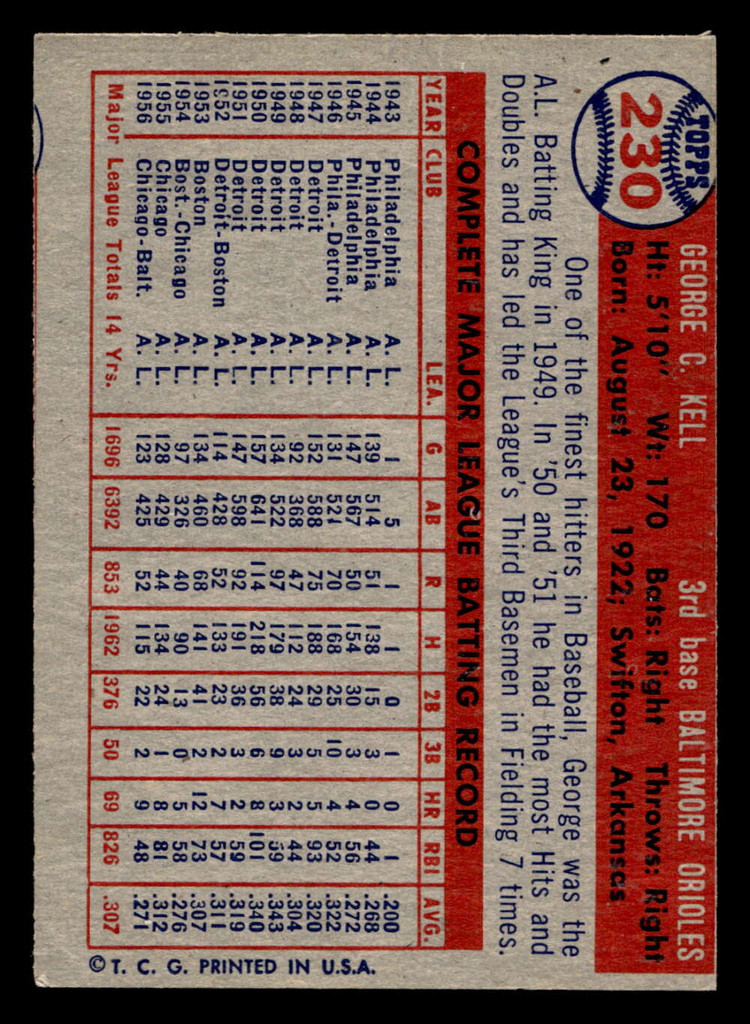 TOPPS
230
GEORGE C. KELL 3rd base BALTIMORE ORIOLES
Ht: 5'10" Wt: 170 Bats: Right Throws: Right
Born: August 23, 1922; Swifton, Arkansas
One of the finest hitters in Baseball, George was the
A.L. Batting King in 1949. In '50 and '51 he had the most Hits and
Doubles and has led the League's Third Basemen in Fielding 7 times.
COMPLETE MAJOR LEAGUE BATTING RECORD
YEAR CLUB LEA. G AB R H 2B 3B HR RBI AVG.
1943 Philadelphia A. L. 1 5 1 1 0 1 0 1 .200
1944 Philadelphia A. L. 139 514 51 138 15 3 0 44 .268
1945 Philadelphia A. L. 147 567 50 154 30 3 4 56 .272
1946 Phila.-Detroit A. L. 131 521 70 168 25 10 4 52 .322
1947 Detroit A. L. 152 588 75 188 29 5 5 93 .320
1948 Detroit A. L. 92 368 47 112 24 3 2 44 .304
1949 Detroit A. L. 134 522 97 179 38 9 3 59 .343
1950 Detroit A. L. 157 641 114 218 56 6 8 101 .340
1951 Detroit A. L. 147 598 92 191 36 3 2 59 .319
1952 Detroit-Boston A. L. 114 428 52 133 23 2 7 57 .311
1953 Boston A. L. 134 460 68 141 41 2 12 73 .307
1954 Bost.-Chicago A. L. 97 326 40 90 13 0 5 58 .276
1955 Chicago A. L. 128 429 44 134 24 1 8 81 .312
1956 Chicago-Balt. A. L. 123 425 52 115 22 2 9 48 .271
Major League Totals 14 Yrs. 1696 6392 853 1962 376 50 69 826 .307
© T. C. G. PRINTED IN U.S.A.